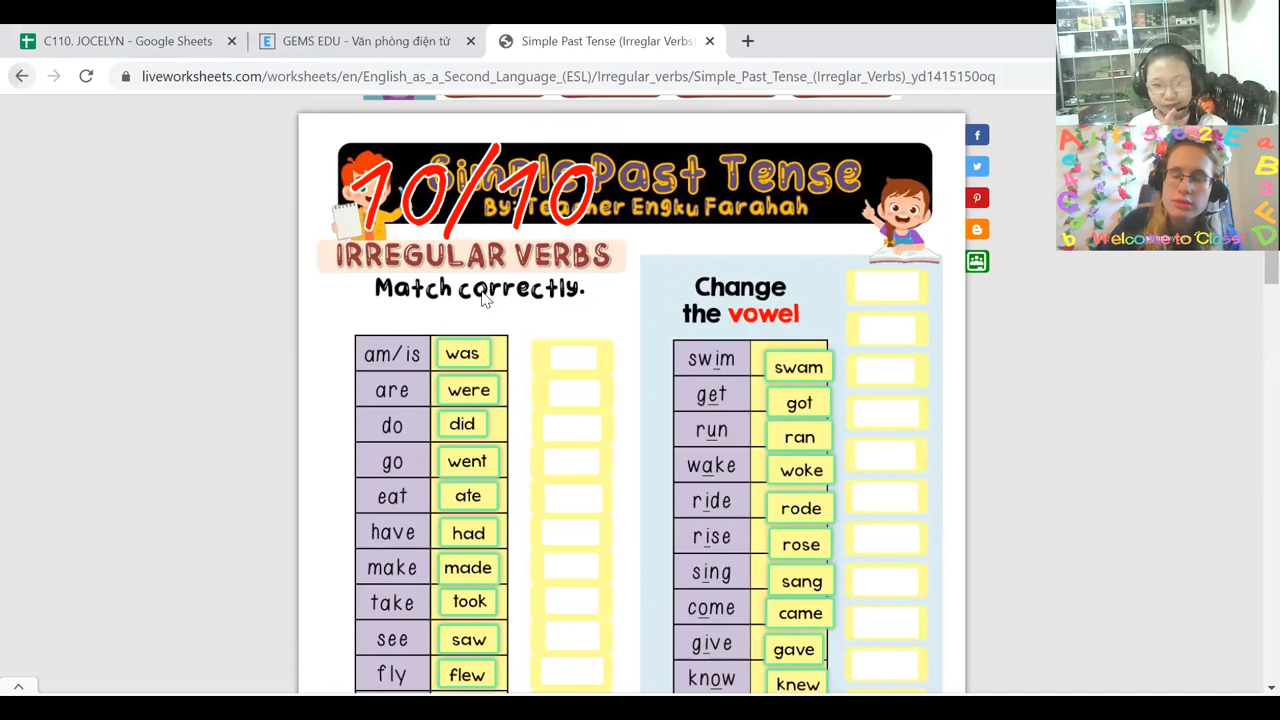 C110. JOCELYN - Google Sheets
GEMS EDU - Văn phòng điện tử
Simple Past Tense (Irreglar Verbs)
liveworksheets.com/worksheets/en/English_as_a_Second_Language_(ESL)/Irregular_verbs/Simple_Past_Tense_(Irreglar_Verbs)_yd1415150oq
10/10
Simple Past Tense
By: Teacher Engku Farahah
IRREGULAR VERBS
Match correctly.
am/is was
are were
do did
go went
eat ate
have had
make made
take took
see saw
fly flew
Change
the vowel
swim swam
get got
run ran
wake woke
ride rode
rise rose
sing sang
come came
give gave
know knew
Welcome to Class!